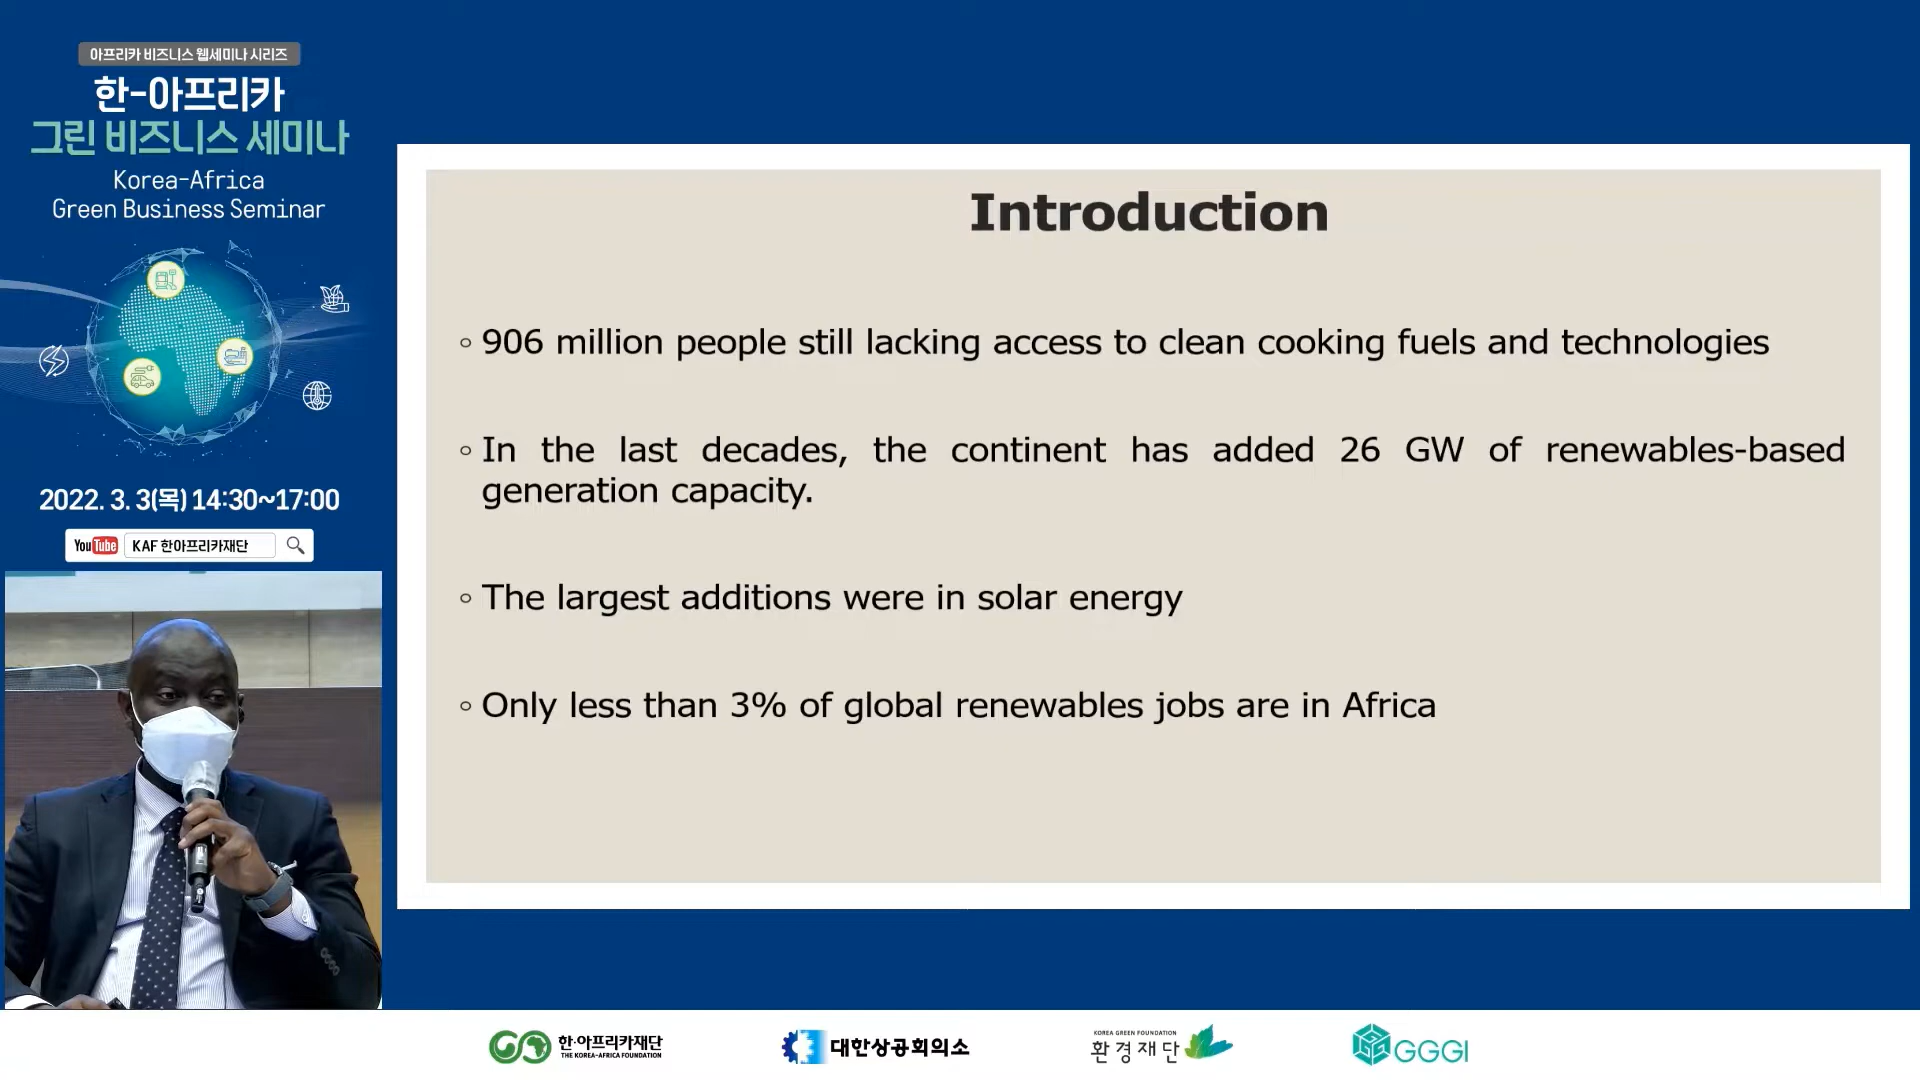 아프리카 비즈니스 웹세미나 시리즈
한-아프리카
그린 비즈니스 세미나
Korea-Africa
Green Business Seminar
2022. 3. 3(목) 14:30~17:00
YouTube KAF 한아프리카재단
Introduction
◦ 906 million people still lacking access to clean cooking fuels and technologies
◦ In the last decades, the continent has added 26 GW of renewables-based
generation capacity.
◦ The largest additions were in solar energy
◦ Only less than 3% of global renewables jobs are in Africa
한·아프리카재단
THE KOREA-AFRICA FOUNDATION
대한상공회의소
KOREA GREEN FOUNDATION
환경재단
GGGI